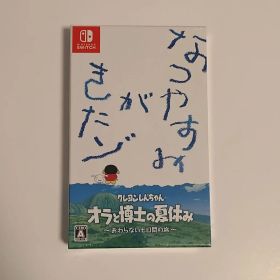 NINTENDO
SWITCH
なつやすみ
が
きたゾ
クレヨンしんちゃん
オラと博士の夏休み
～おわらない七日間の旅～
A